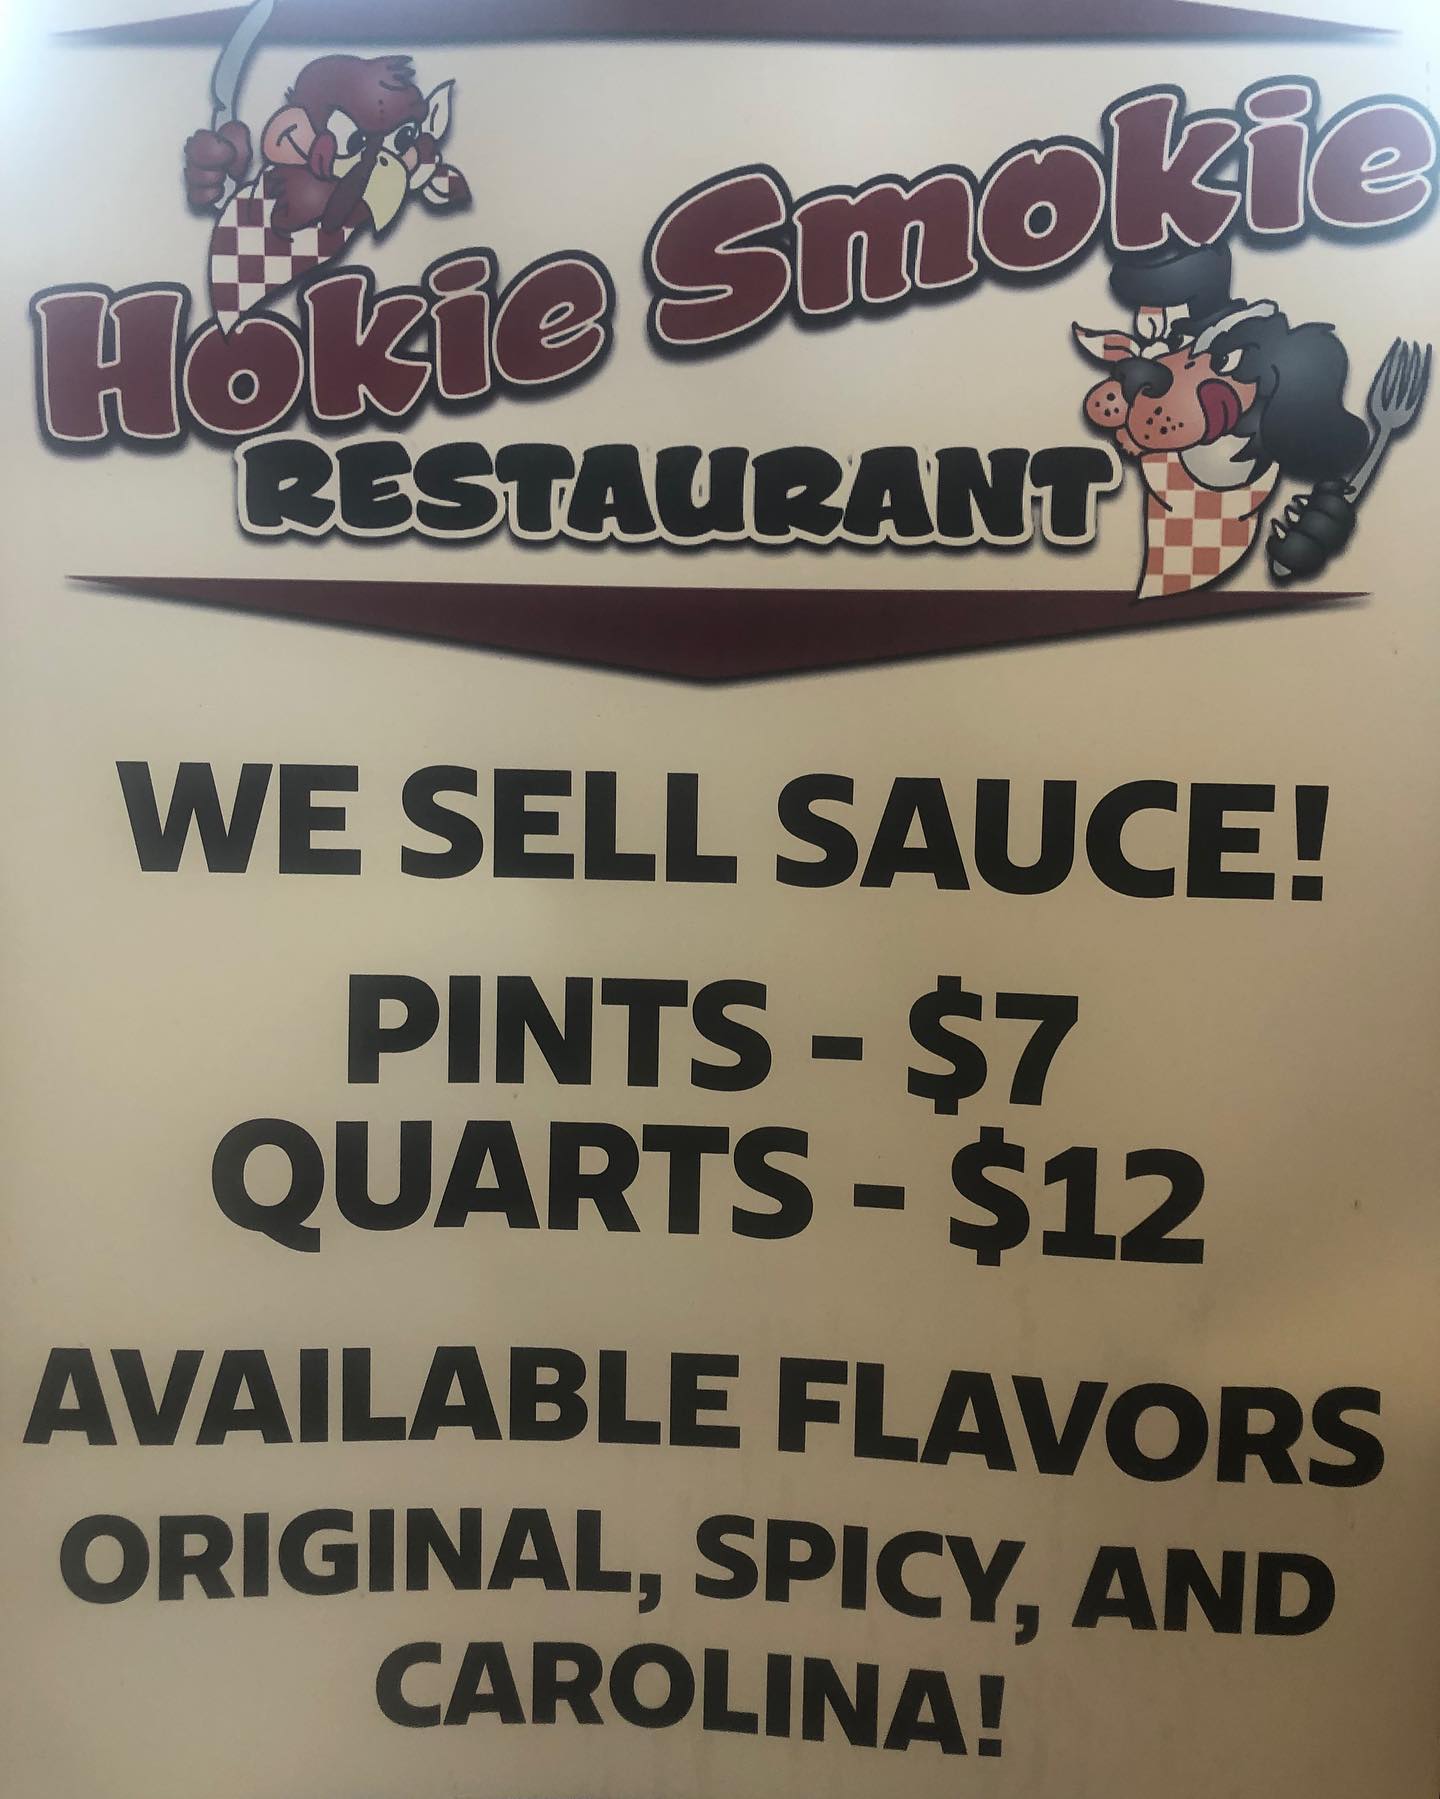 Hokie Smokie
RESTAURANT
WE SELL SAUCE!
PINTS - $7
QUARTS - $12
AVAILABLE FLAVORS
ORIGINAL, SPICY, AND
CAROLINA!